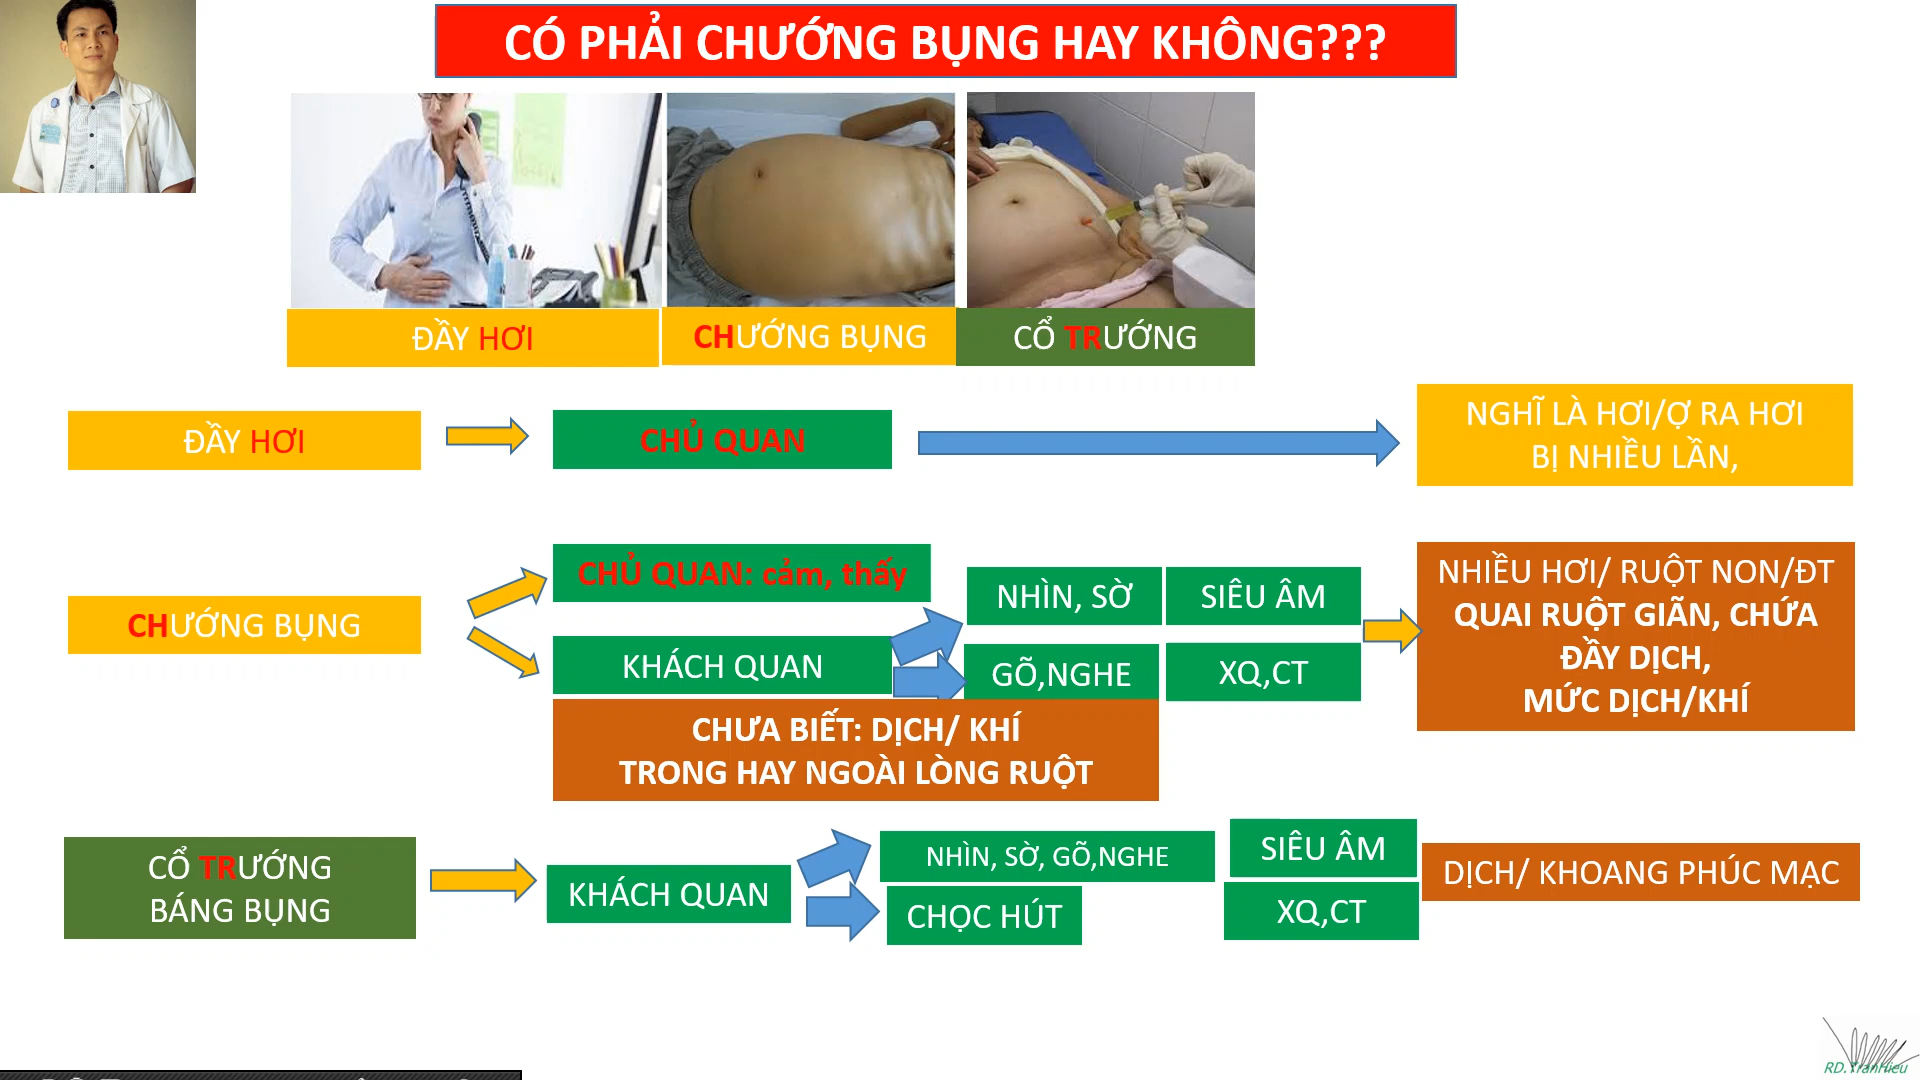 CÓ PHẢI CHƯỚNG BỤNG HAY KHÔNG???
ĐẦY HƠI
CHƯỚNG BỤNG
CỔ TRƯỚNG
ĐẦY HƠI
CHỦ QUAN
NGHĨ LÀ HƠI/Ợ RA HƠI
BỊ NHIỀU LẦN,
CHƯỚNG BỤNG
CHỦ QUAN: cảm, thấy
KHÁCH QUAN
NHÌN, SỜ
SIÊU ÂM
GÕ,NGHE
XQ,CT
CHƯA BIẾT: DỊCH/ KHÍ
TRONG HAY NGOÀI LÒNG RUỘT
NHIỀU HƠI/ RUỘT NON/ĐT
QUAI RUỘT GIÃN, CHỨA
ĐẦY DỊCH,
MỨC DỊCH/KHÍ
CỔ TRƯỚNG
BÁNG BỤNG
KHÁCH QUAN
NHÌN, SỜ, GÕ,NGHE
CHỌC HÚT
SIÊU ÂM
XQ,CT
DỊCH/ KHOANG PHÚC MẠC
RD.TranHieu